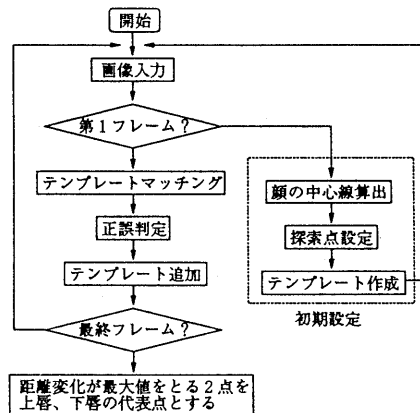 開始
画像入力
第1フレーム?
テンプレートマッチング
正誤判定
テンプレート追加
最終フレーム?
距離変化が最大値をとる2点を
上唇、下唇の代表点とする
顔の中心線算出
探索点設定
テンプレート作成
初期設定